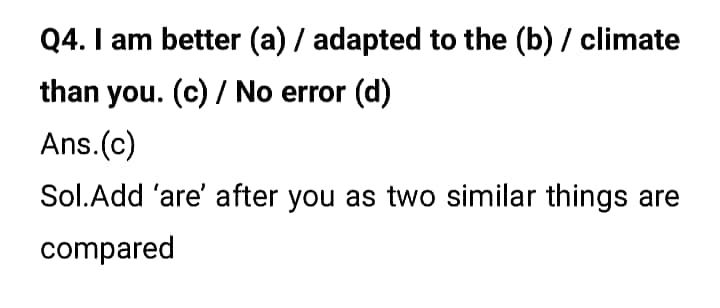 Q4. I am better (a) / adapted to the (b) / climate
than you. (c) / No error (d)
Ans.(c)
Sol.Add ‘are’ after you as two similar things are
compared